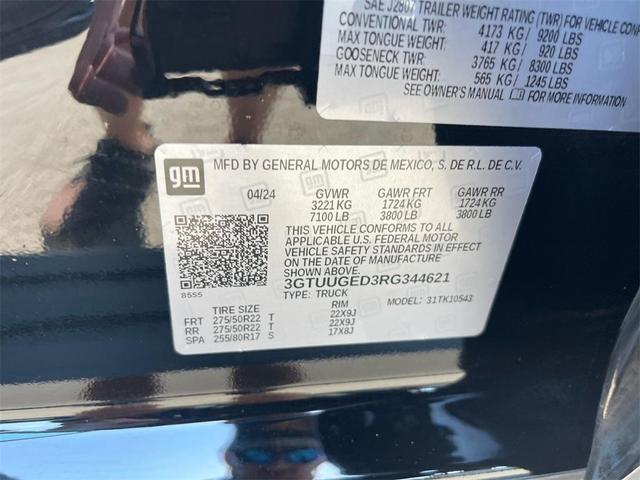 SAE J2807 TRAILER WEIGHT RATING (TWR) FOR VEHICLE CONF
CONVENTIONAL TWR: 4173 KG / 9200 LBS
MAX TONGUE WEIGHT: 417 KG / 920 LBS
GOOSENECK TWR: 3765 KG / 8300 LBS
MAX TONGUE WEIGHT: 565 KG / 1245 LBS
SEE OWNER'S MANUAL FOR MORE INFORMATION
gm
MFD BY GENERAL MOTORS DE MEXICO, S. DE R.L. DE C.V.
04/24 GVWR GAWR FRT GAWR RR
3221 KG 1724 KG 1724 KG
7100 LB 3800 LB 3800 LB
THIS VEHICLE CONFORMS TO ALL
APPLICABLE U.S. FEDERAL MOTOR
VEHICLE SAFETY STANDARDS IN EFFECT
ON THE DATE OF MANUFACTURE
SHOWN ABOVE.
3GTUUGED3RG344621
8555
TYPE: TRUCK MODEL: 31TK10543
TIRE SIZE RIM
FRT 275/50R22 T 22X9J
RR 275/50R22 T 22X9J
SPA 255/80R17 S 17X8J